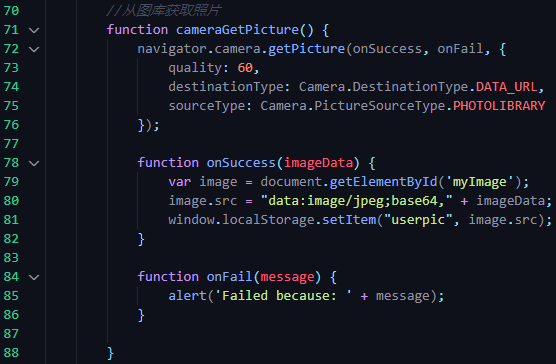 70 //从图库获取照片
71 function cameraGetPicture() {
72 navigator.camera.getPicture(onSuccess, onFail, {
73 quality: 60,
74 destinationType: Camera.DestinationType.DATA_URL,
75 sourceType: Camera.PictureSourceType.PHOTOLIBRARY
76 });
77
78 function onSuccess(imageData) {
79 var image = document.getElementById('myImage');
80 image.src = "data:image/jpeg;base64," + imageData;
81 window.localStorage.setItem("userpic", image.src);
82 }
83
84 function onFail(message) {
85 alert('Failed because: ' + message);
86 }
87
88 }